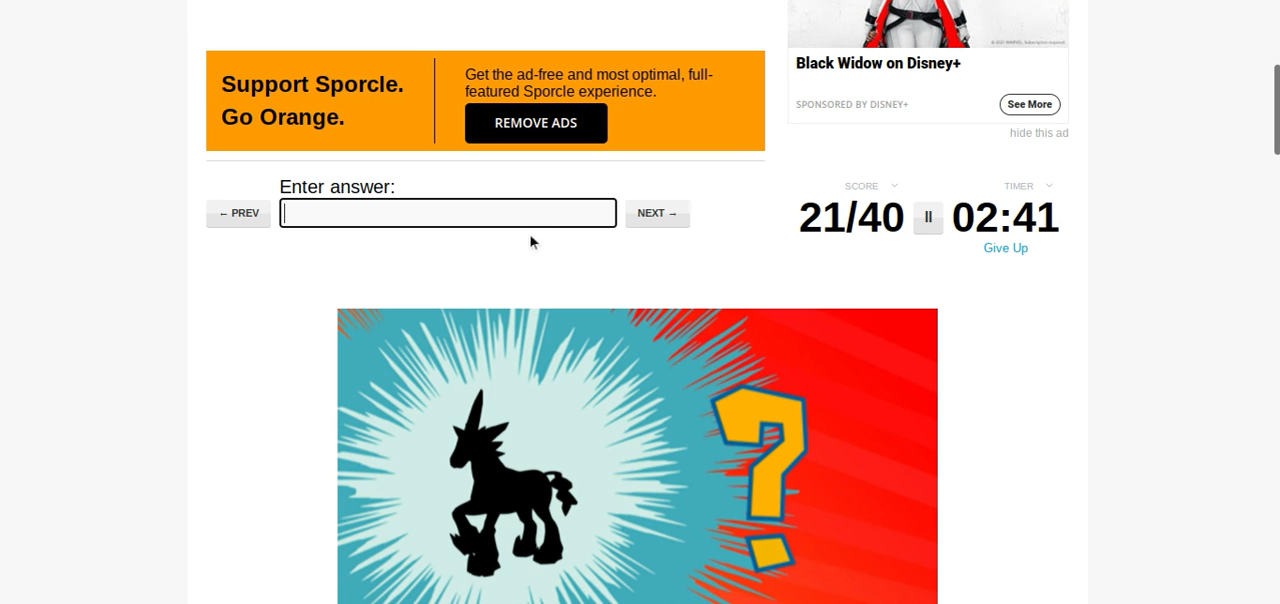 Support Sporcle.
Go Orange.
Get the ad-free and most optimal, full-
featured Sporcle experience.
REMOVE ADS
Black Widow on Disney+
SPONSORED BY DISNEY+
See More
hide this ad
Enter answer:
← PREV
NEXT →
SCORE
TIMER
21/40
02:41
Give Up
?